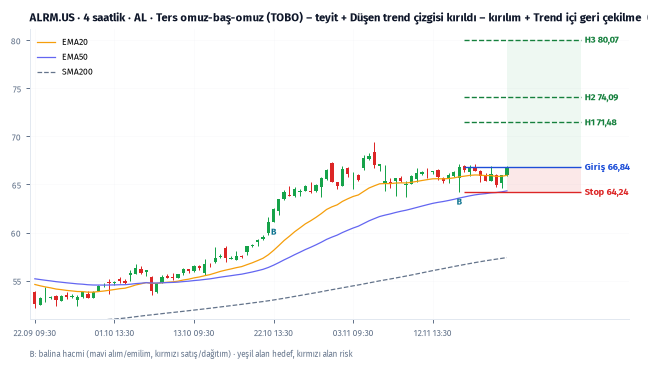 ALRM.US · 4 saatlik · AL · Ters omuz-baş-omuz (TOBO) – teyit + Düşen trend çizgisi kırıldı – kırılım + Trend içi geri çekilme (
EMA20
EMA50
SMA200
80
75
70
65
60
55
H3 80,07
H2 74,09
H1 71,48
Giriş 66,84
Stop 64,24
B
B
22.09 09:30
01.10 13:30
13.10 09:30
22.10 13:30
03.11 09:30
12.11 13:30
B: balina hacmi (mavi alım/emilim, kırmızı satış/dağıtım) · yeşil alan hedef, kırmızı alan risk